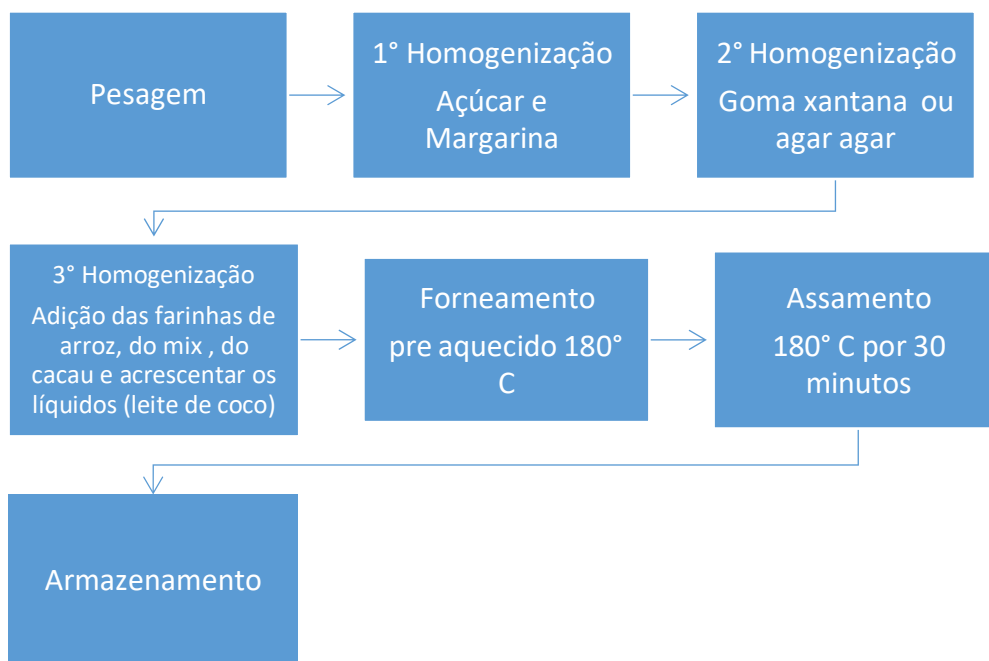 Pesagem
1° Homogenização
Açúcar e
Margarina
2° Homogenização
Goma xantana ou
agar agar
3° Homogenização
Adição das farinhas de
arroz, do mix , do
cacau e acrescentar os
líquidos (leite de coco)
Forneamento
pre aquecido 180°
C
Assamento
180° C por 30
minutos
Armazenamento